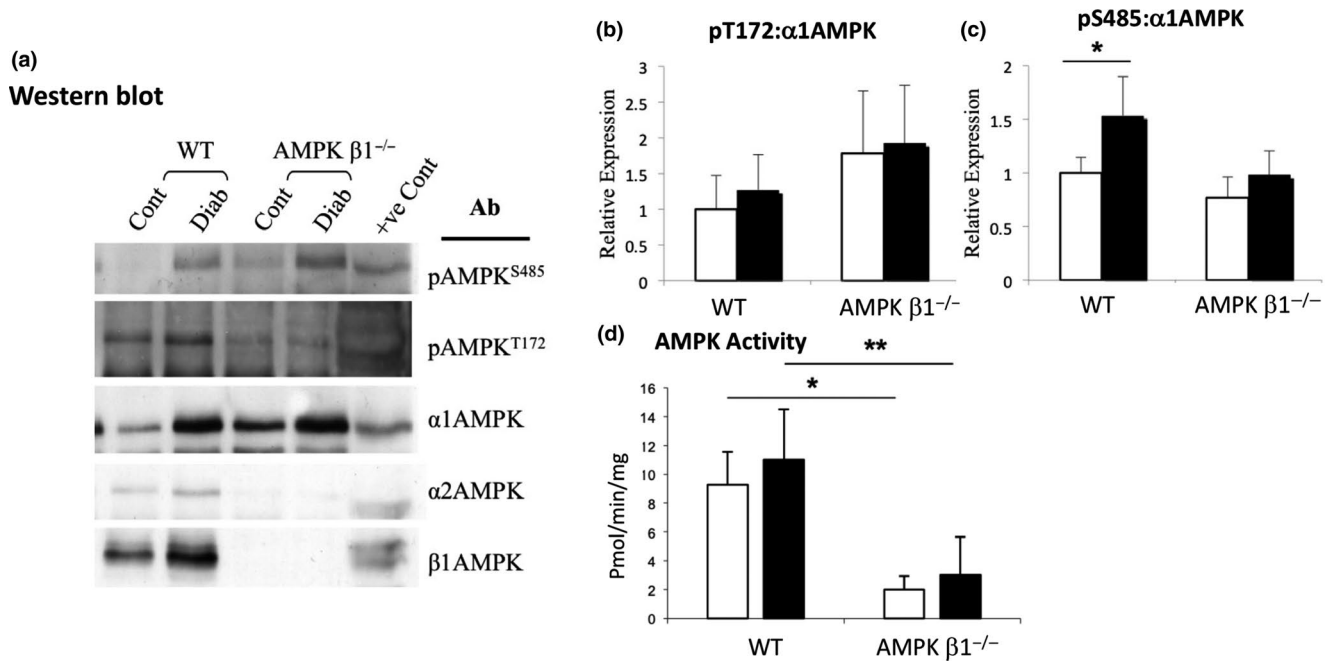 (a)
Western blot
WT
AMPK β1⁻/⁻
Cont
Diab
Cont
Diab
+ve Cont
Ab
pAMPKS485
pAMPKT172
α1AMPK
α2AMPK
β1AMPK
(b)
pT172:α1AMPK
Relative Expression
3
2.5
2
1.5
1
0.5
0
WT
AMPK β1⁻/⁻
(c)
pS485:α1AMPK
*
Relative Expression
2
1.5
1
0.5
0
WT
AMPK β1⁻/⁻
(d)
AMPK Activity
**
*
Pmol/min/mg
16
14
12
10
8
6
4
2
0
WT
AMPK β1⁻/⁻